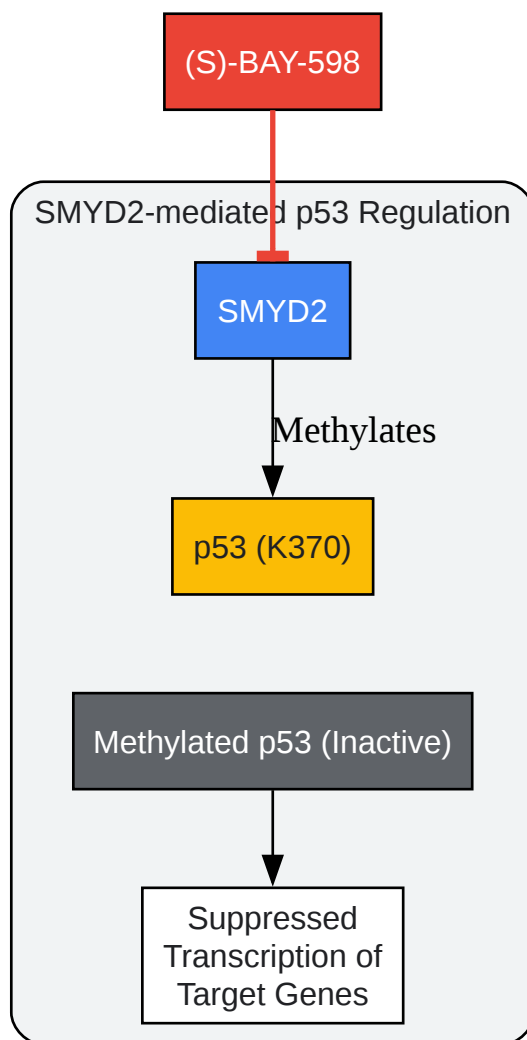 (S)-BAY-598
SMYD2-mediated p53 Regulation
SMYD2
Methylates
p53 (K370)
Methylated p53 (Inactive)
Suppressed
Transcription of
Target Genes